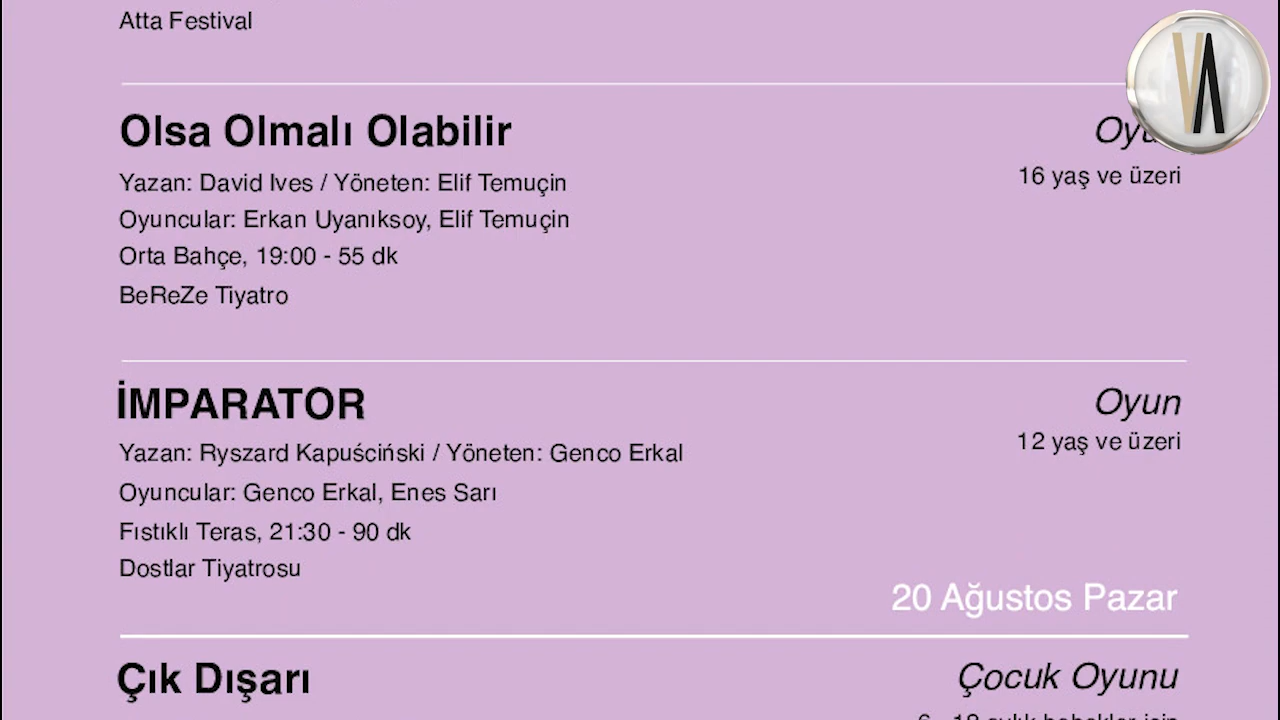 Atta Festival
Olsa Olmalı Olabilir
16 yaş ve üzeri
Yazan: David Ives / Yöneten: Elif Temuçin
Oyuncular: Erkan Uyanıksoy, Elif Temuçin
Orta Bahçe, 19:00 - 55 dk
BeReZe Tiyatro
İMPARATOR
Oyun
12 yaş ve üzeri
Yazan: Ryszard Kapuściński / Yöneten: Genco Erkal
Oyuncular: Genco Erkal, Enes Sarı
Fıstıklı Teras, 21:30 - 90 dk
Dostlar Tiyatrosu
20 Ağustos Pazar
Çık Dışarı
Çocuk Oyunu